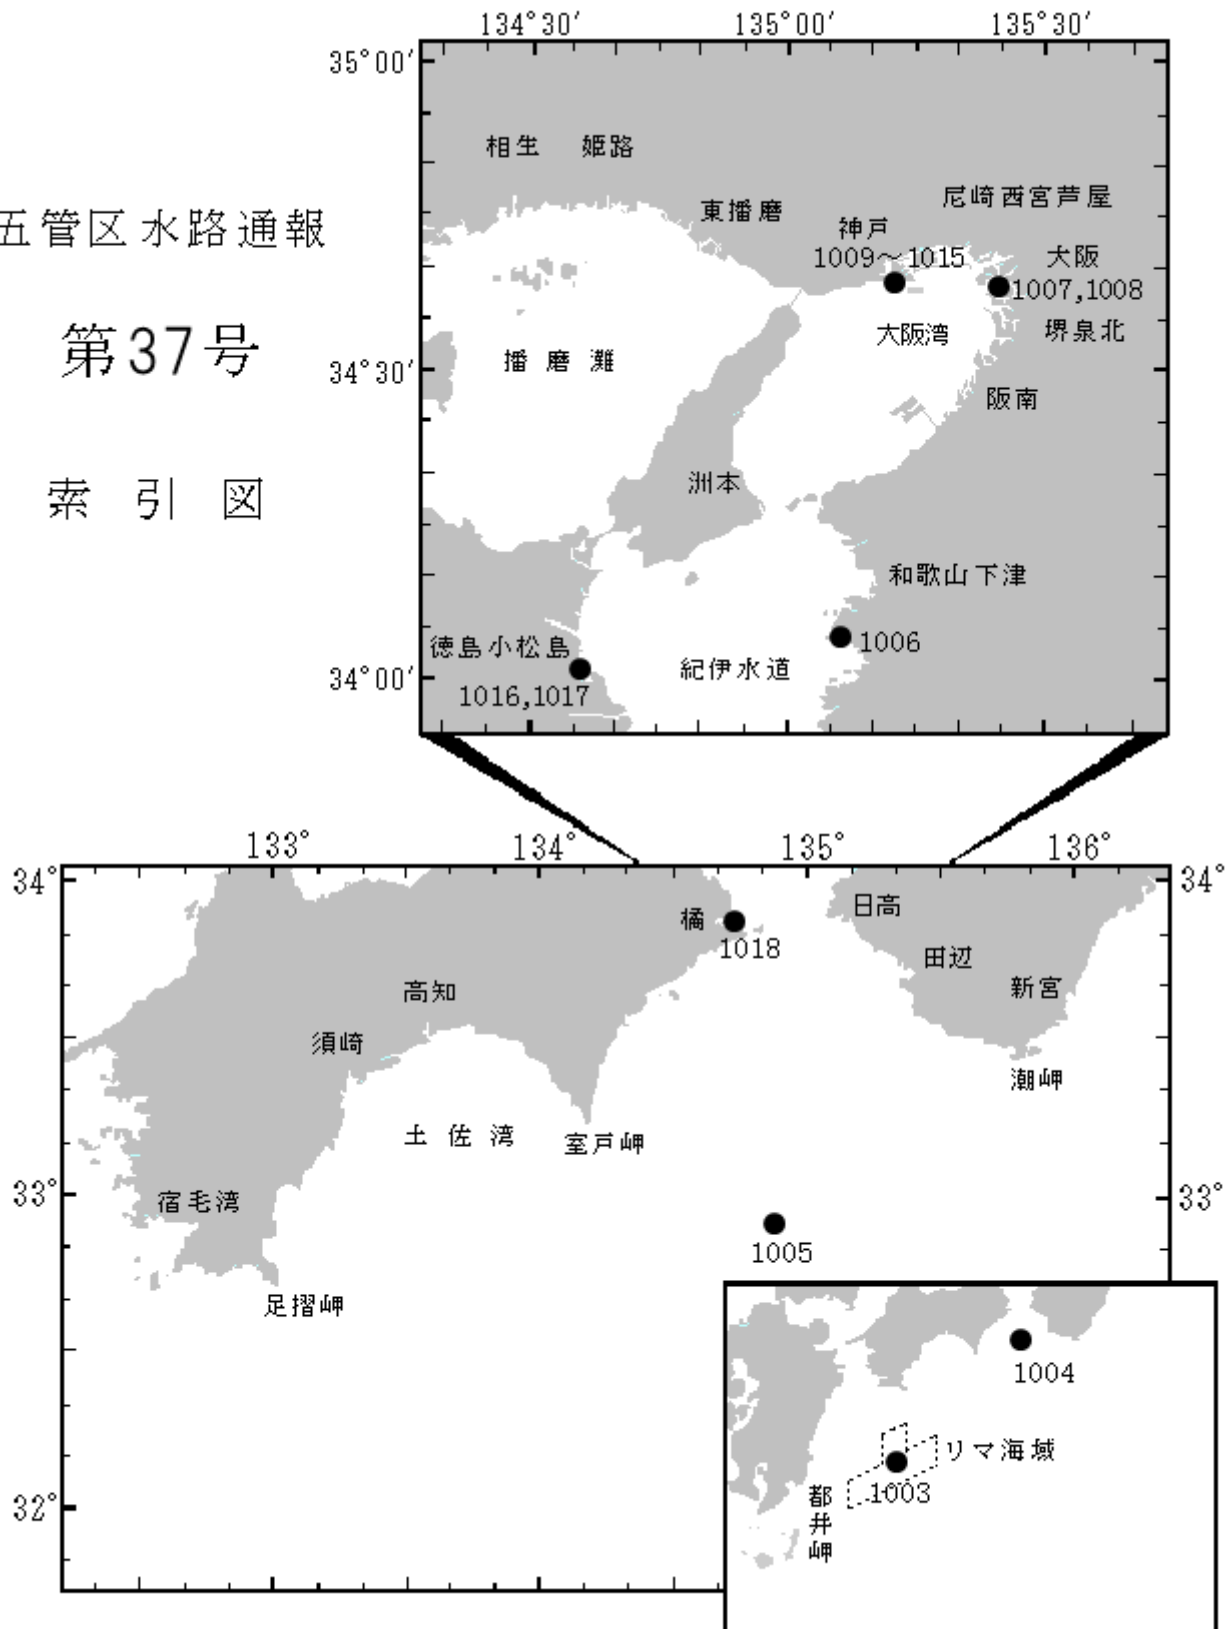 134°30′ 135°00′ 135°30′
35°00′
相生 姫路
尼崎西宮芦屋
東播磨
五管区水路通報
神戸
1009～1015
大阪
1007,1008
第37号
大阪湾
堺泉北
播磨灘
34°30′
阪南
索引図
洲本
和歌山下津
徳島小松島
1006
紀伊水道
34°00′
1016,1017
133° 134° 135° 136°
34° 34°
橘
日高
1018
田辺
高知
新宮
須崎
潮岬
土佐湾
室戸岬
33° 33°
宿毛湾
1005
足摺岬
1004
リマ海域
1003
都井岬
32°